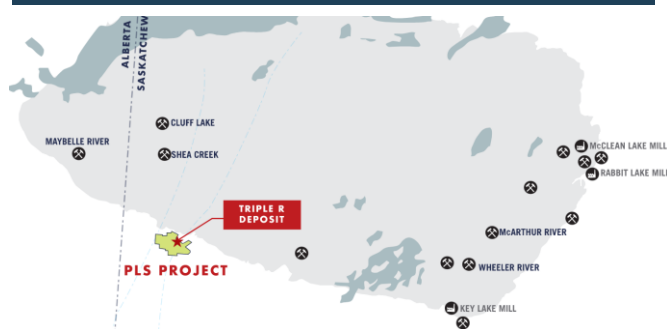 ALBERTA
SASKATCHEW
CLUFF LAKE
MAYBELLE RIVER
SHEA CREEK
McCLEAN LAKE MILL
RABBIT LAKE MILL
TRIPLE R
DEPOSIT
McARTHUR RIVER
PLS PROJECT
WHEELER RIVER
KEY LAKE MILL